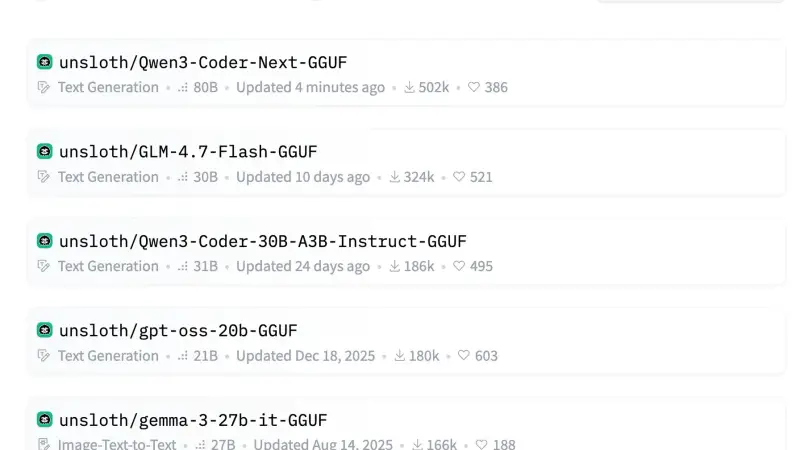 unsloth/Qwen3-Coder-Next-GGUF
Text Generation • 80B • Updated 4 minutes ago • 502k • 386
unsloth/GLM-4.7-Flash-GGUF
Text Generation • 30B • Updated 10 days ago • 324k • 521
unsloth/Qwen3-Coder-30B-A3B-Instruct-GGUF
Text Generation • 31B • Updated 24 days ago • 186k • 495
unsloth/gpt-oss-20b-GGUF
Text Generation • 21B • Updated Dec 18, 2025 • 180k • 603
unsloth/gemma-3-27b-it-GGUF
Image-Text-to-Text • 27B • Updated Aug 14, 2025 • 166k • 188